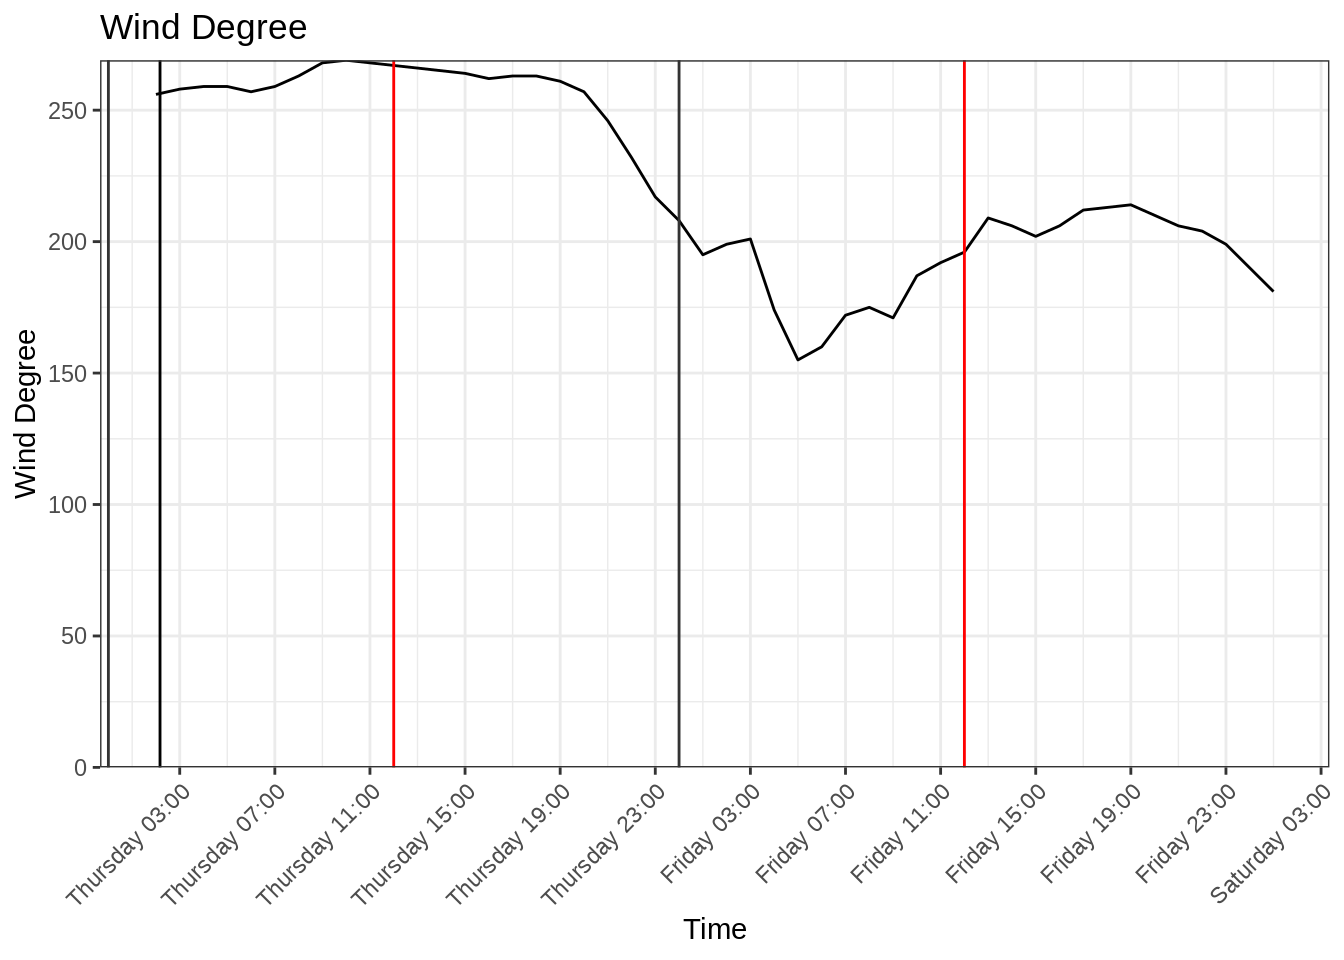 Wind Degree
Wind Degree
250
200
150
100
50
0
Thursday 03:00
Thursday 07:00
Thursday 11:00
Thursday 15:00
Thursday 19:00
Thursday 23:00
Friday 03:00
Friday 07:00
Friday 11:00
Friday 15:00
Friday 19:00
Friday 23:00
Saturday 03:00
Time